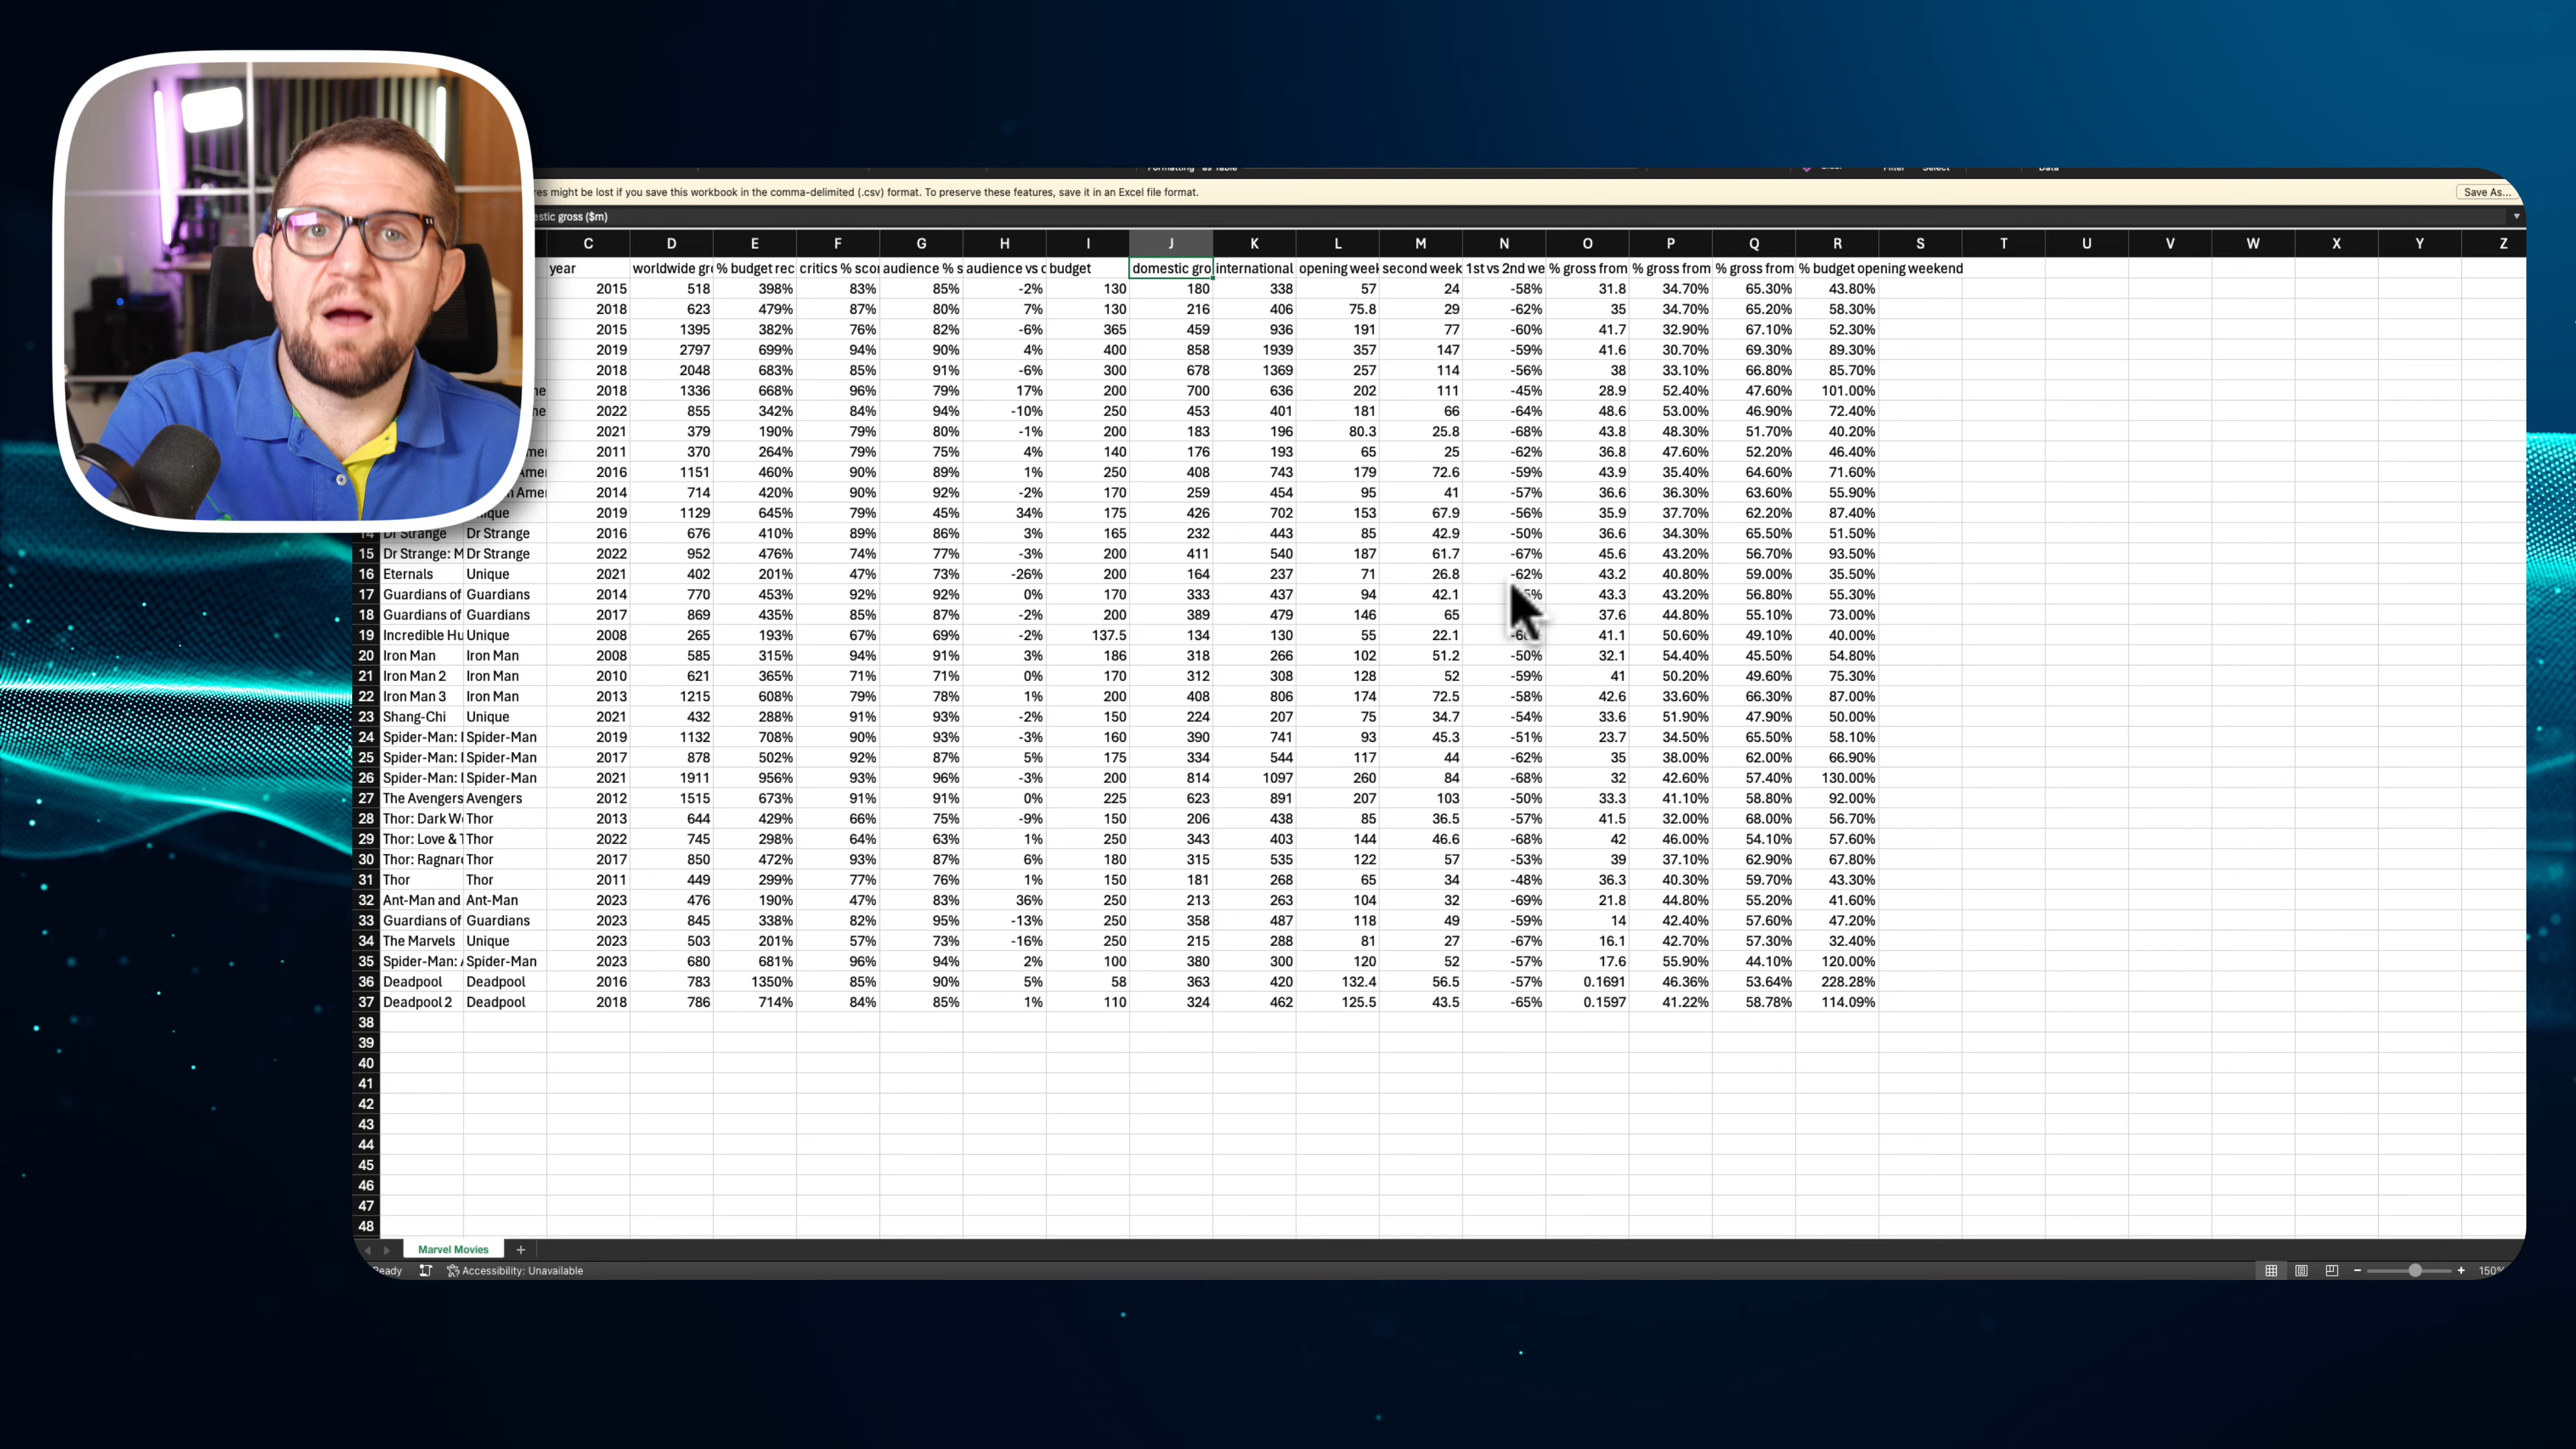 res might be lost if you save this workbook in the comma-delimited (.csv) format. To preserve these features, save it in an Excel file format. Save As...
estic gross ($m)
C D E F G H I J K L M N O P Q R S T U V W X Y Z
year worldwide gr % budget rec critics % sco audience % s audience vs c budget domestic gro international opening week second week 1st vs 2nd we % gross from % gross from % gross from % budget opening weekend
2015 518 398% 83% 85% -2% 130 180 338 57 24 -58% 31.8 34.70% 65.30% 43.80%
2018 623 479% 87% 80% 7% 130 216 406 75.8 29 -62% 35 34.70% 65.20% 58.30%
2015 1395 382% 76% 82% -6% 365 459 936 191 77 -60% 41.7 32.90% 67.10% 52.30%
2019 2797 699% 94% 90% 4% 400 858 1939 357 147 -59% 41.6 30.70% 69.30% 89.30%
2018 2048 683% 85% 91% -6% 300 678 1369 257 114 -56% 38 33.10% 66.80% 85.70%
2018 1336 668% 96% 79% 17% 200 700 636 202 111 -45% 28.9 52.40% 47.60% 101.00%
2022 855 342% 84% 94% -10% 250 453 401 181 66 -64% 48.6 53.00% 46.90% 72.40%
2021 379 190% 79% 80% -1% 200 183 196 80.3 25.8 -68% 43.8 48.30% 51.70% 40.20%
2011 370 264% 79% 75% 4% 140 176 193 65 25 -62% 36.8 47.60% 52.20% 46.40%
Amer 2016 1151 460% 90% 89% 1% 250 408 743 179 72.6 -59% 43.9 35.40% 64.60% 71.60%
n Amer 2014 714 420% 90% 92% -2% 170 259 454 95 41 -57% 36.6 36.30% 63.60% 55.90%
ique 2019 1129 645% 79% 45% 34% 175 426 702 153 67.9 -56% 35.9 37.70% 62.20% 87.40%
14 Dr Strange Dr Strange 2016 676 410% 89% 86% 3% 165 232 443 85 42.9 -50% 36.6 34.30% 65.50% 51.50%
15 Dr Strange: M Dr Strange 2022 952 476% 74% 77% -3% 200 411 540 187 61.7 -67% 45.6 43.20% 56.70% 93.50%
16 Eternals Unique 2021 402 201% 47% 73% -26% 200 164 237 71 26.8 -62% 43.2 40.80% 59.00% 35.50%
17 Guardians of Guardians 2014 770 453% 92% 92% 0% 170 333 437 94 42.1 43.3 43.20% 56.80% 55.30%
18 Guardians of Guardians 2017 869 435% 85% 87% -2% 200 389 479 146 65 37.6 44.80% 55.10% 73.00%
19 Incredible Hu Unique 2008 265 193% 67% 69% -2% 137.5 134 130 55 22.1 41.1 50.60% 49.10% 40.00%
20 Iron Man Iron Man 2008 585 315% 94% 91% 3% 186 318 266 102 51.2 -50% 32.1 54.40% 45.50% 54.80%
21 Iron Man 2 Iron Man 2010 621 365% 71% 71% 0% 170 312 308 128 52 -59% 41 50.20% 49.60% 75.30%
22 Iron Man 3 Iron Man 2013 1215 608% 79% 78% 1% 200 408 806 174 72.5 -58% 42.6 33.60% 66.30% 87.00%
23 Shang-Chi Unique 2021 432 288% 91% 93% -2% 150 224 207 75 34.7 -54% 33.6 51.90% 47.90% 50.00%
24 Spider-Man: Spider-Man 2019 1132 708% 90% 93% -3% 160 390 741 93 45.3 -51% 23.7 34.50% 65.50% 58.10%
25 Spider-Man: Spider-Man 2017 878 502% 92% 87% 5% 175 334 544 117 44 -62% 35 38.00% 62.00% 66.90%
26 Spider-Man: Spider-Man 2021 1911 956% 93% 96% -3% 200 814 1097 260 84 -68% 32 42.60% 57.40% 130.00%
27 The Avengers Avengers 2012 1515 673% 91% 91% 0% 225 623 891 207 103 -50% 33.3 41.10% 58.80% 92.00%
28 Thor: Dark W Thor 2013 644 429% 66% 75% -9% 150 206 438 85 36.5 -57% 41.5 32.00% 68.00% 56.70%
29 Thor: Love & T Thor 2022 745 298% 64% 63% 1% 250 343 403 144 46.6 -68% 42 46.00% 54.10% 57.60%
30 Thor: Ragnaro Thor 2017 850 472% 93% 87% 6% 180 315 535 122 57 -53% 39 37.10% 62.90% 67.80%
31 Thor Thor 2011 449 299% 77% 76% 1% 150 181 268 65 34 -48% 36.3 40.30% 59.70% 43.30%
32 Ant-Man and Ant-Man 2023 476 190% 47% 83% 36% 250 213 263 104 32 -69% 21.8 44.80% 55.20% 41.60%
33 Guardians of Guardians 2023 845 338% 82% 95% -13% 250 358 487 118 49 -59% 14 42.40% 57.60% 47.20%
34 The Marvels Unique 2023 503 201% 57% 73% -16% 250 215 288 81 27 -67% 16.1 42.70% 57.30% 32.40%
35 Spider-Man: A Spider-Man 2023 680 681% 96% 94% 2% 100 380 300 120 52 -57% 17.6 55.90% 44.10% 120.00%
36 Deadpool Deadpool 2016 783 1350% 85% 90% 5% 58 363 420 132.4 56.5 -57% 0.1691 46.36% 53.64% 228.28%
37 Deadpool 2 Deadpool 2018 786 714% 84% 85% 1% 110 324 462 125.5 43.5 -65% 0.1597 41.22% 58.78% 114.09%
38
39
40
41
42
43
44
45
46
47
48
Marvel Movies +
Ready Accessibility: Unavailable 150%